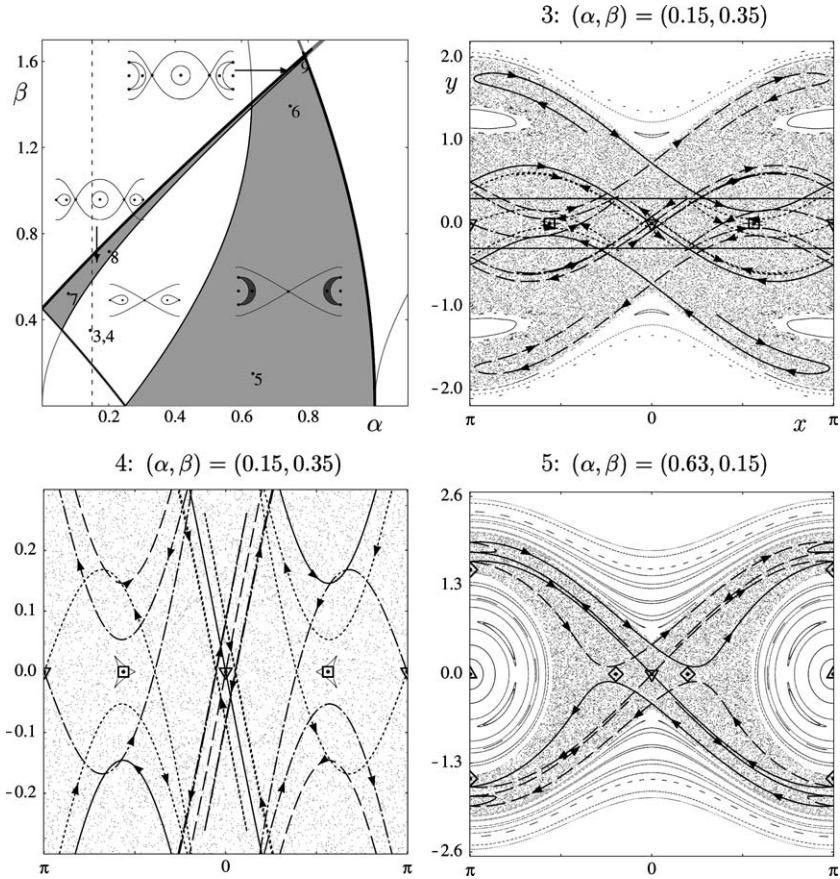 3: (α, β) = (0.15, 0.35)
1.6
β
1.2
0.8
0.4
9
6
8
7
3,4
5
0.2
0.4
0.6
0.8
α
2.0
y
1.0
0.0
−1.0
−2.0
π
0
x
π
4: (α, β) = (0.15, 0.35)
0.2
0.1
0.0
−0.1
−0.2
π
0
π
5: (α, β) = (0.63, 0.15)
2.6
1.3
0.0
−1.3
−2.6
π
0
π